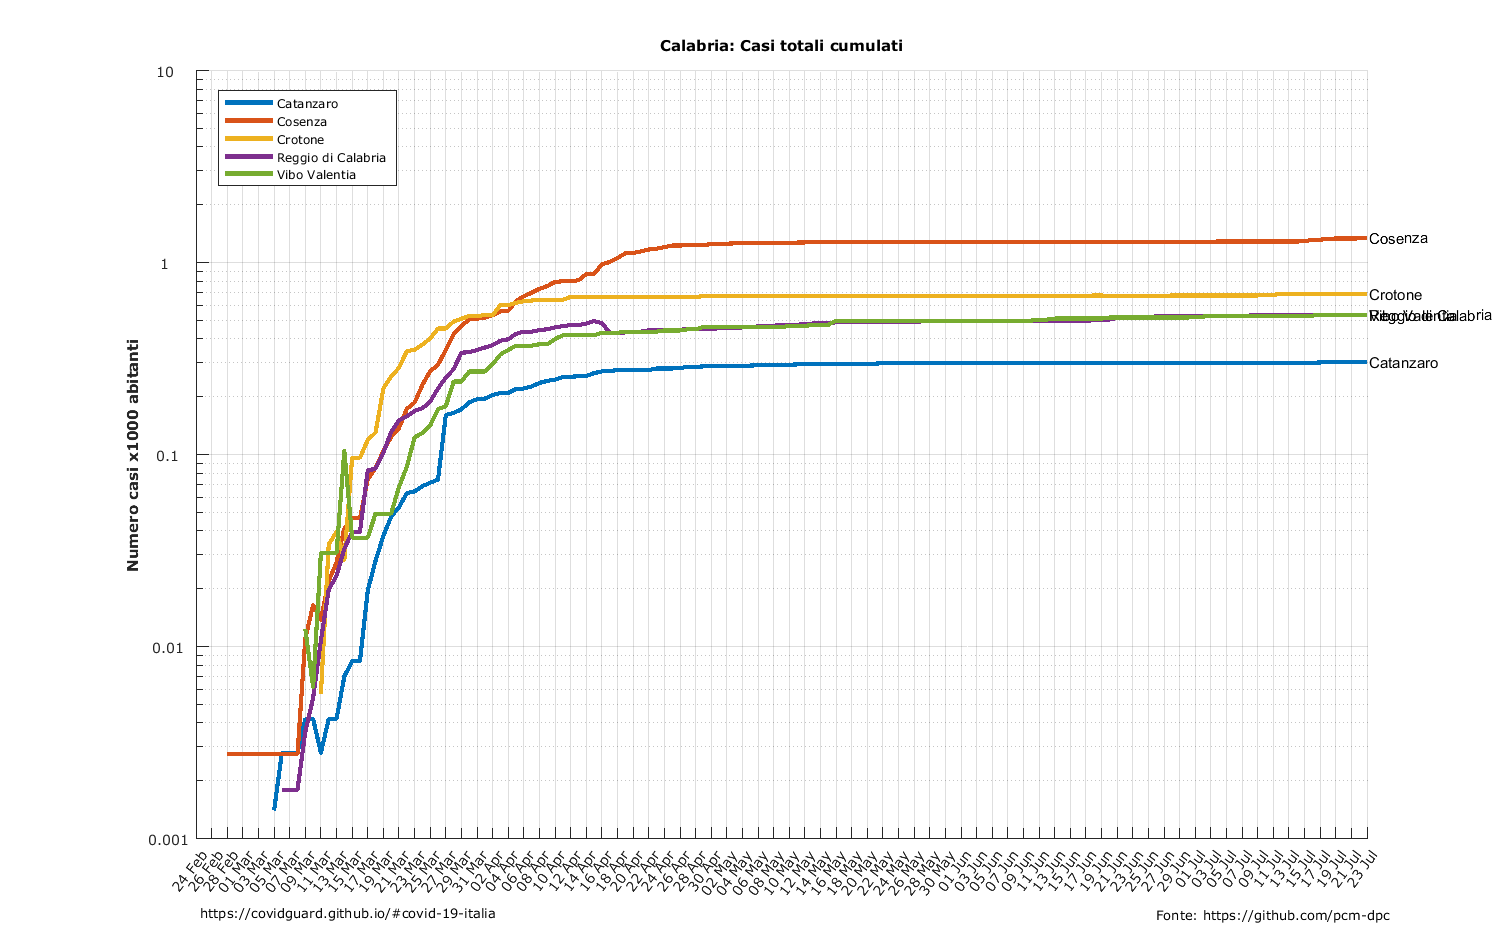 Calabria: Casi totali cumulati
10
1
0.1
0.01
0.001
Numero casi x1000 abitanti
Catanzaro
Cosenza
Crotone
Reggio di Calabria
Vibo Valentia
Cosenza
Crotone
Reggio di Calabria
Vibo Valentia
Catanzaro
24 Feb
26 Feb
28 Feb
01 Mar
03 Mar
05 Mar
07 Mar
09 Mar
11 Mar
13 Mar
15 Mar
17 Mar
19 Mar
21 Mar
23 Mar
25 Mar
27 Mar
29 Mar
31 Mar
02 Apr
04 Apr
06 Apr
08 Apr
10 Apr
12 Apr
14 Apr
16 Apr
18 Apr
20 Apr
22 Apr
24 Apr
26 Apr
28 Apr
30 Apr
02 May
04 May
06 May
08 May
10 May
12 May
14 May
16 May
18 May
20 May
22 May
24 May
26 May
28 May
30 May
01 Jun
03 Jun
05 Jun
07 Jun
09 Jun
11 Jun
13 Jun
15 Jun
17 Jun
19 Jun
21 Jun
23 Jun
25 Jun
27 Jun
29 Jun
01 Jul
03 Jul
05 Jul
07 Jul
09 Jul
11 Jul
13 Jul
15 Jul
17 Jul
19 Jul
21 Jul
23 Jul
https://covidguard.github.io/#covid-19-italia
Fonte: https://github.com/pcm-dpc